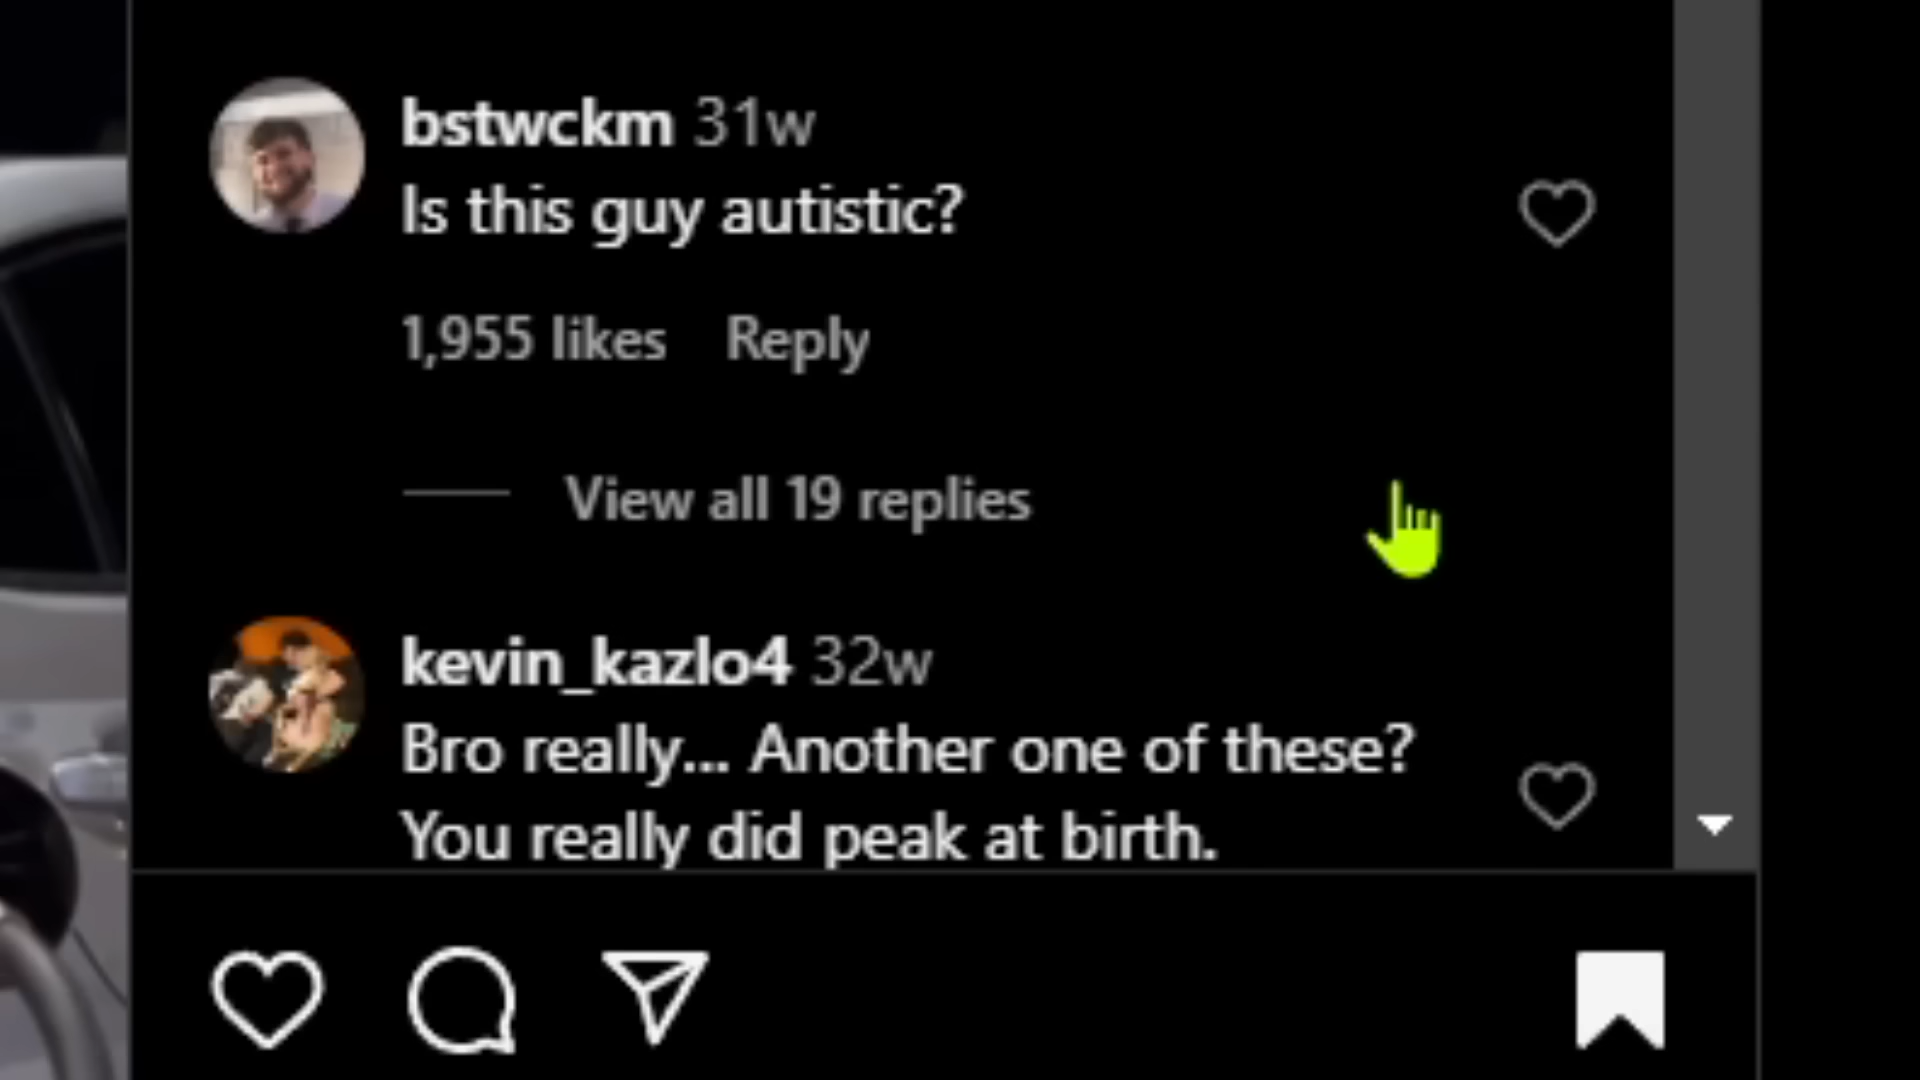 bstwckm 31w
Is this guy autistic?
1,955 likes Reply
View all 19 replies
kevin_kazlo4 32w
Bro really... Another one of these?
You really did peak at birth.